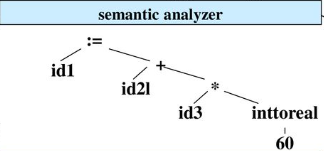 semantic analyzer
:=
id1
+
id2l
*
id3
inttoreal
60